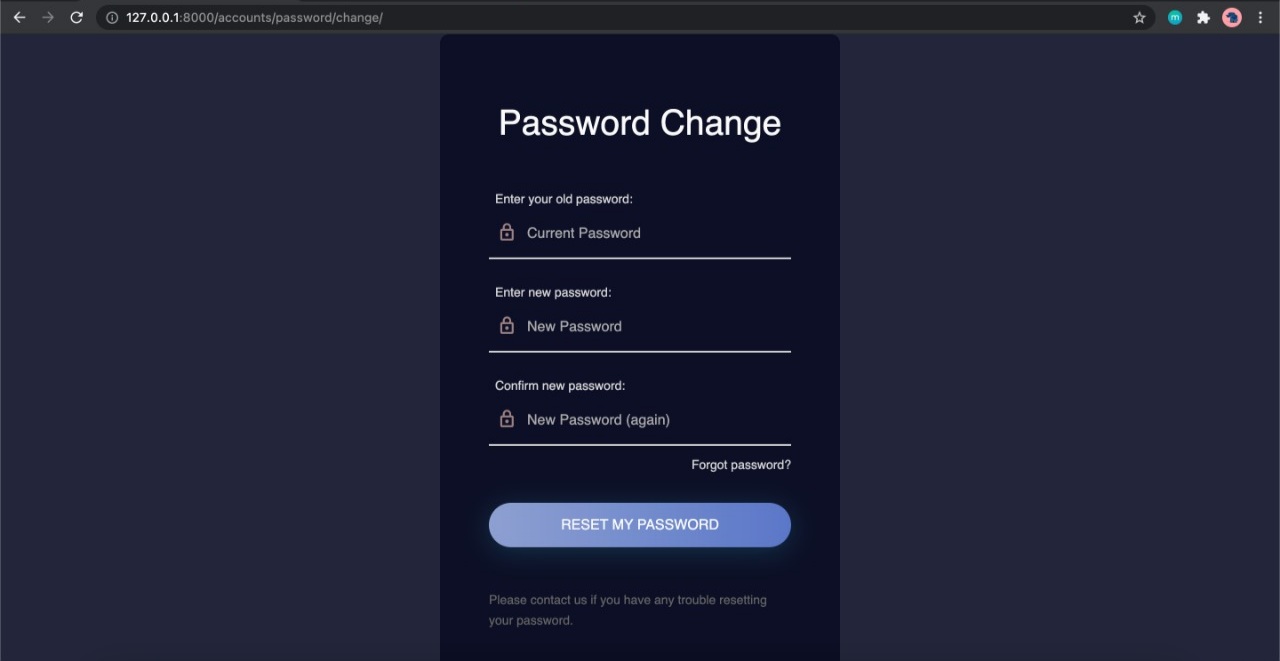 127.0.0.1:8000/accounts/password/change/
m
Password Change
Enter your old password:
Current Password
Enter new password:
New Password
Confirm new password:
New Password (again)
Forgot password?
RESET MY PASSWORD
Please contact us if you have any trouble resetting
your password.